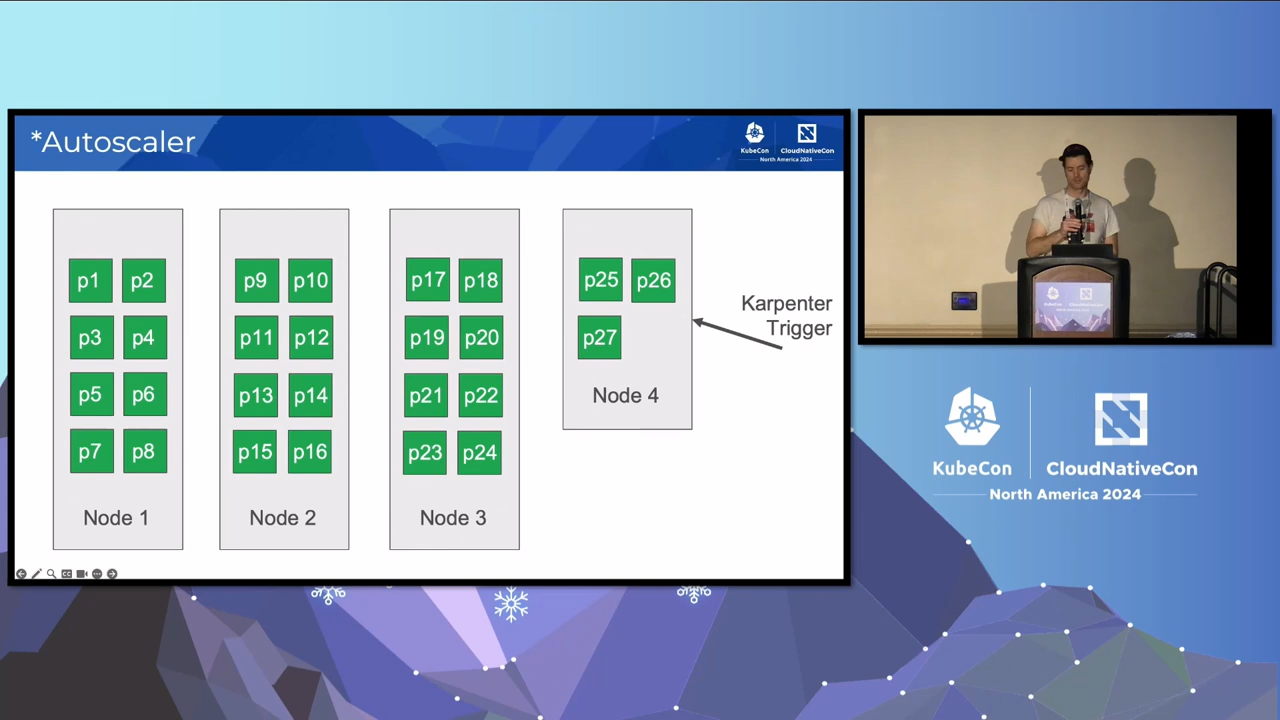 *Autoscaler
KubeCon
CloudNativeCon
North America 2024
p1 p2
p3 p4
p5 p6
p7 p8
Node 1
p9 p10
p11 p12
p13 p14
p15 p16
Node 2
p17 p18
p19 p20
p21 p22
p23 p24
Node 3
p25 p26
p27
Node 4
Karpenter
Trigger
KubeCon
CloudNativeCon
North America 2024